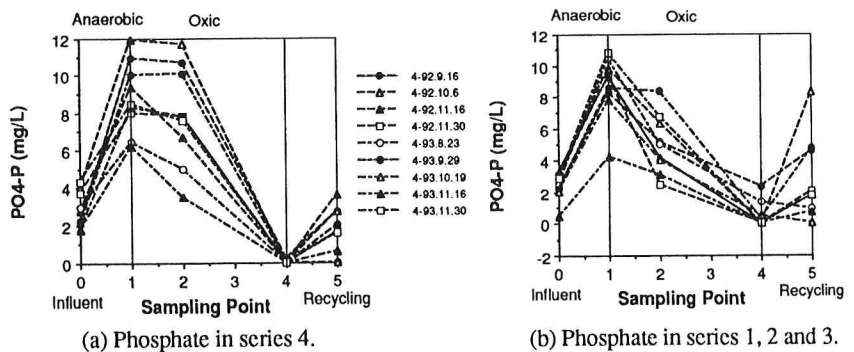 Anaerobic Oxic
12
10
8
6
4
2
0
PO4-P (mg/L)
0 1 2 3 4 5
Influent Sampling Point Recycling
(a) Phosphate in series 4.
4-92.9.16
4-92.10.6
4-92.11.16
4-92.11.30
4-93.8.23
4-93.9.29
4-93.10.19
4-93.11.16
4-93.11.30
Anaerobic Oxic
12
10
8
6
4
2
0
-2
PO4-P (mg/L)
0 1 2 3 4 5
Influent Sampling Point Recycling
(b) Phosphate in series 1, 2 and 3.